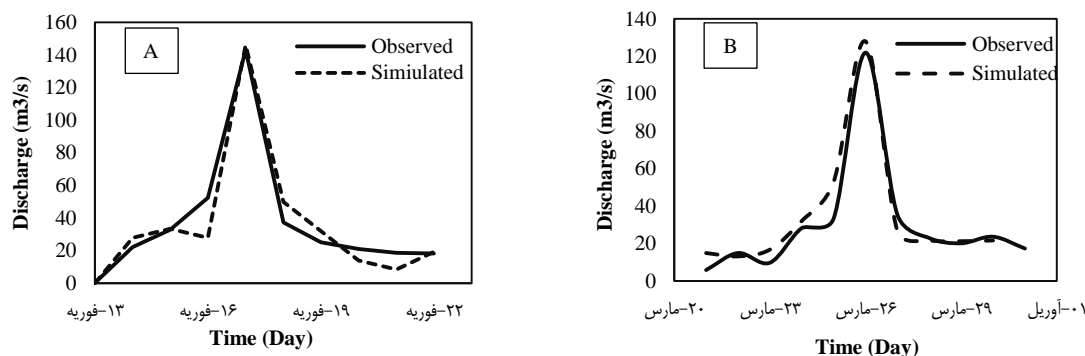 A
Observed
Simiulated
Discharge (m3/s)
160
140
120
100
80
60
40
20
0
۱۳-فوریه
۱۶-فوریه
۱۹-فوریه
۲۲-فوریه
Time (Day)
B
Observed
Simulated
Discharge (m3/s)
140
120
100
80
60
40
20
0
۲۰-مارس
۲۳-مارس
۲۶-مارس
۲۹-مارس
۰۱-آوریل
Time (Day)